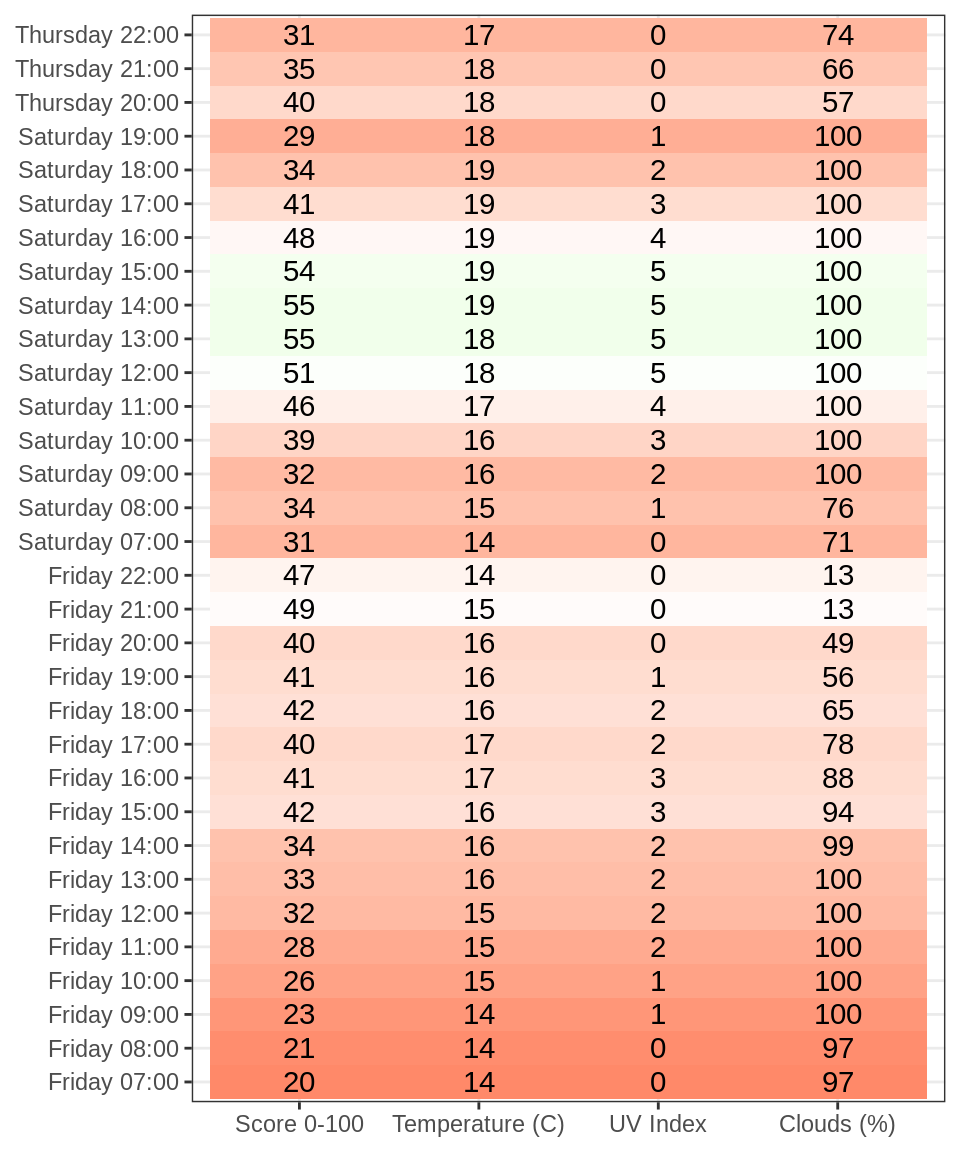 Thursday 22:00 31 17 0 74
Thursday 21:00 35 18 0 66
Thursday 20:00 40 18 0 57
Saturday 19:00 29 18 1 100
Saturday 18:00 34 19 2 100
Saturday 17:00 41 19 3 100
Saturday 16:00 48 19 4 100
Saturday 15:00 54 19 5 100
Saturday 14:00 55 19 5 100
Saturday 13:00 55 18 5 100
Saturday 12:00 51 18 5 100
Saturday 11:00 46 17 4 100
Saturday 10:00 39 16 3 100
Saturday 09:00 32 16 2 100
Saturday 08:00 34 15 1 76
Saturday 07:00 31 14 0 71
Friday 22:00 47 14 0 13
Friday 21:00 49 15 0 13
Friday 20:00 40 16 0 49
Friday 19:00 41 16 1 56
Friday 18:00 42 16 2 65
Friday 17:00 40 17 2 78
Friday 16:00 41 17 3 88
Friday 15:00 42 16 3 94
Friday 14:00 34 16 2 99
Friday 13:00 33 16 2 100
Friday 12:00 32 15 2 100
Friday 11:00 28 15 2 100
Friday 10:00 26 15 1 100
Friday 09:00 23 14 1 100
Friday 08:00 21 14 0 97
Friday 07:00 20 14 0 97
Score 0-100 Temperature (C) UV Index Clouds (%)